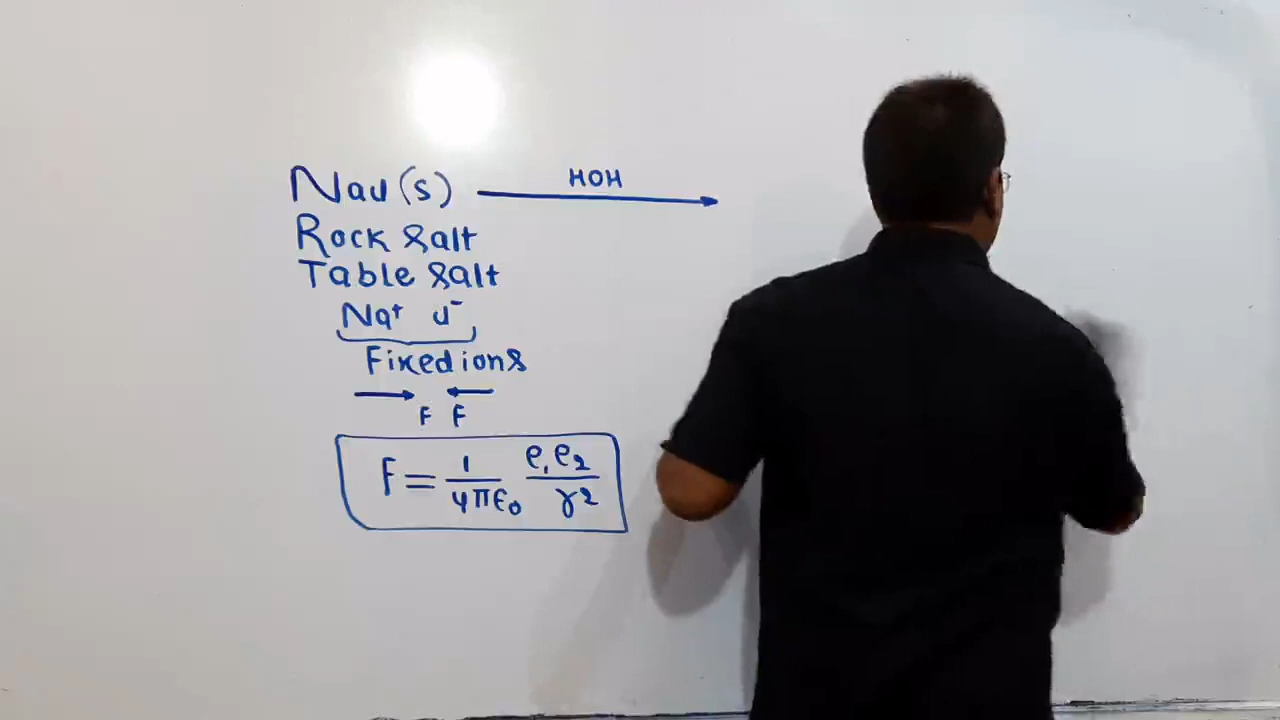 NaCl(s) HOH
Rock Salt
Table Salt
Na⁺ Cl⁻
Fixed ions
F F
F = 1/4πε₀ e₁e₂/r²